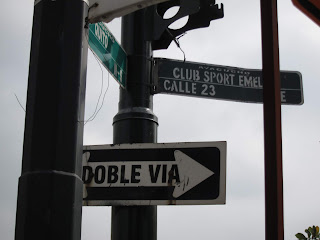 CLUB SPORT EMEL
CALLE 23
E
DOBLE VIA